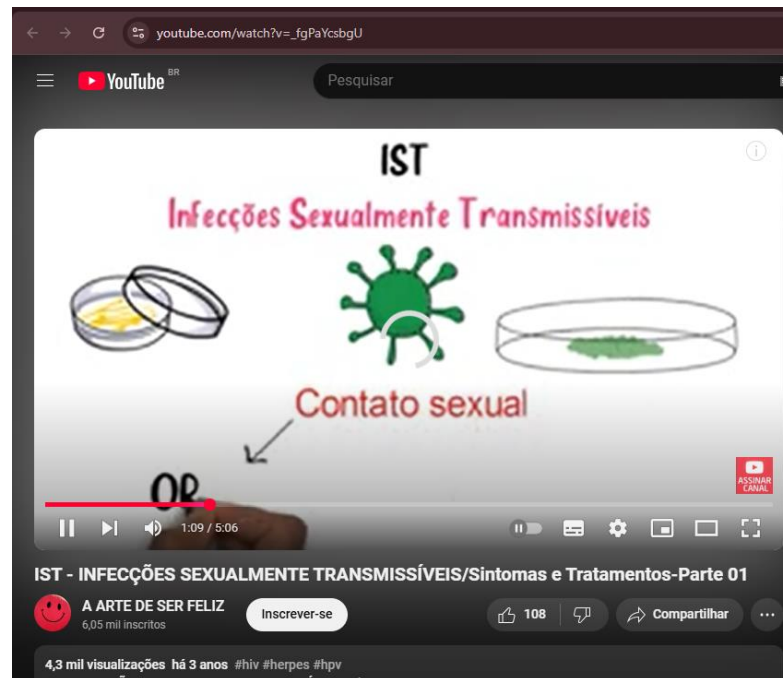 youtube.com/watch?v=_fgPaYcsbgU
YouTube BR
Pesquisar
IST
Infecções Sexualmente Transmissíveis
Contato sexual
OR
ASSINAR
CANAL
1:09 / 5:06
IST - INFECÇÕES SEXUALMENTE TRANSMISSÍVEIS/Sintomas e Tratamentos-Parte 01
A ARTE DE SER FELIZ
6,05 mil inscritos
Inscrever-se
108
Compartilhar
4,3 mil visualizações há 3 anos #hiv #herpes #hpv